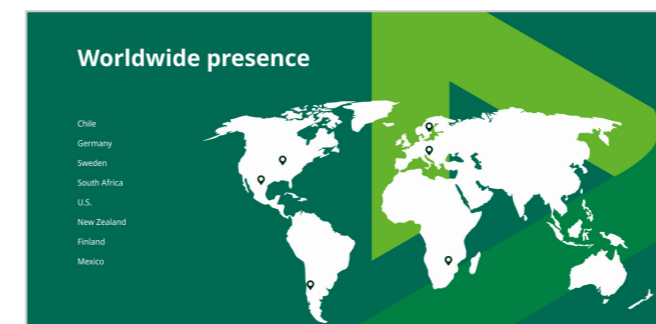 Worldwide presence
Chile
Germany
Sweden
South Africa
U.S.
New Zealand
Finland
Mexico